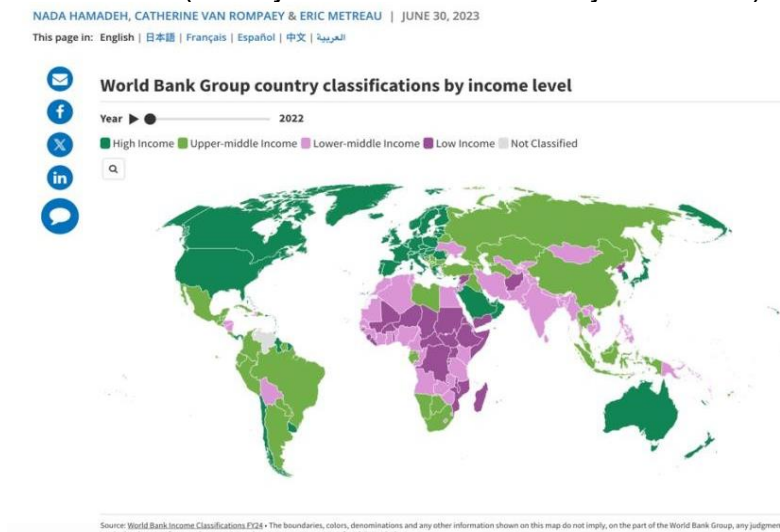 NADA HAMADEH, CATHERINE VAN ROMPAEY & ERIC METREAU | JUNE 30, 2023
This page in: English | 日本語 | Français | Español | 中文 | العربية
World Bank Group country classifications by income level
Year 2022
High Income Upper-middle Income Lower-middle Income Low Income Not Classified
Source: World Bank Income Classifications FY24 • The boundaries, colors, denominations and any other information shown on this map do not imply, on the part of the World Bank Group, any judgmen